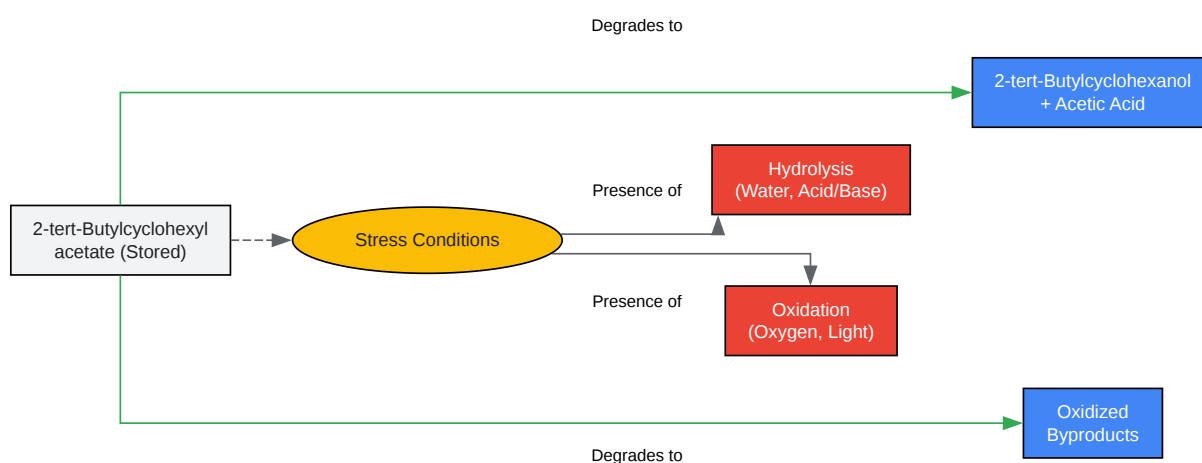 Degrades to
2-tert-Butylcyclohexanol
+ Acetic Acid
Hydrolysis
(Water, Acid/Base)
Presence of
2-tert-Butylcyclohexyl
acetate (Stored)
Stress Conditions
Presence of
Oxidation
(Oxygen, Light)
Oxidized
Byproducts
Degrades to